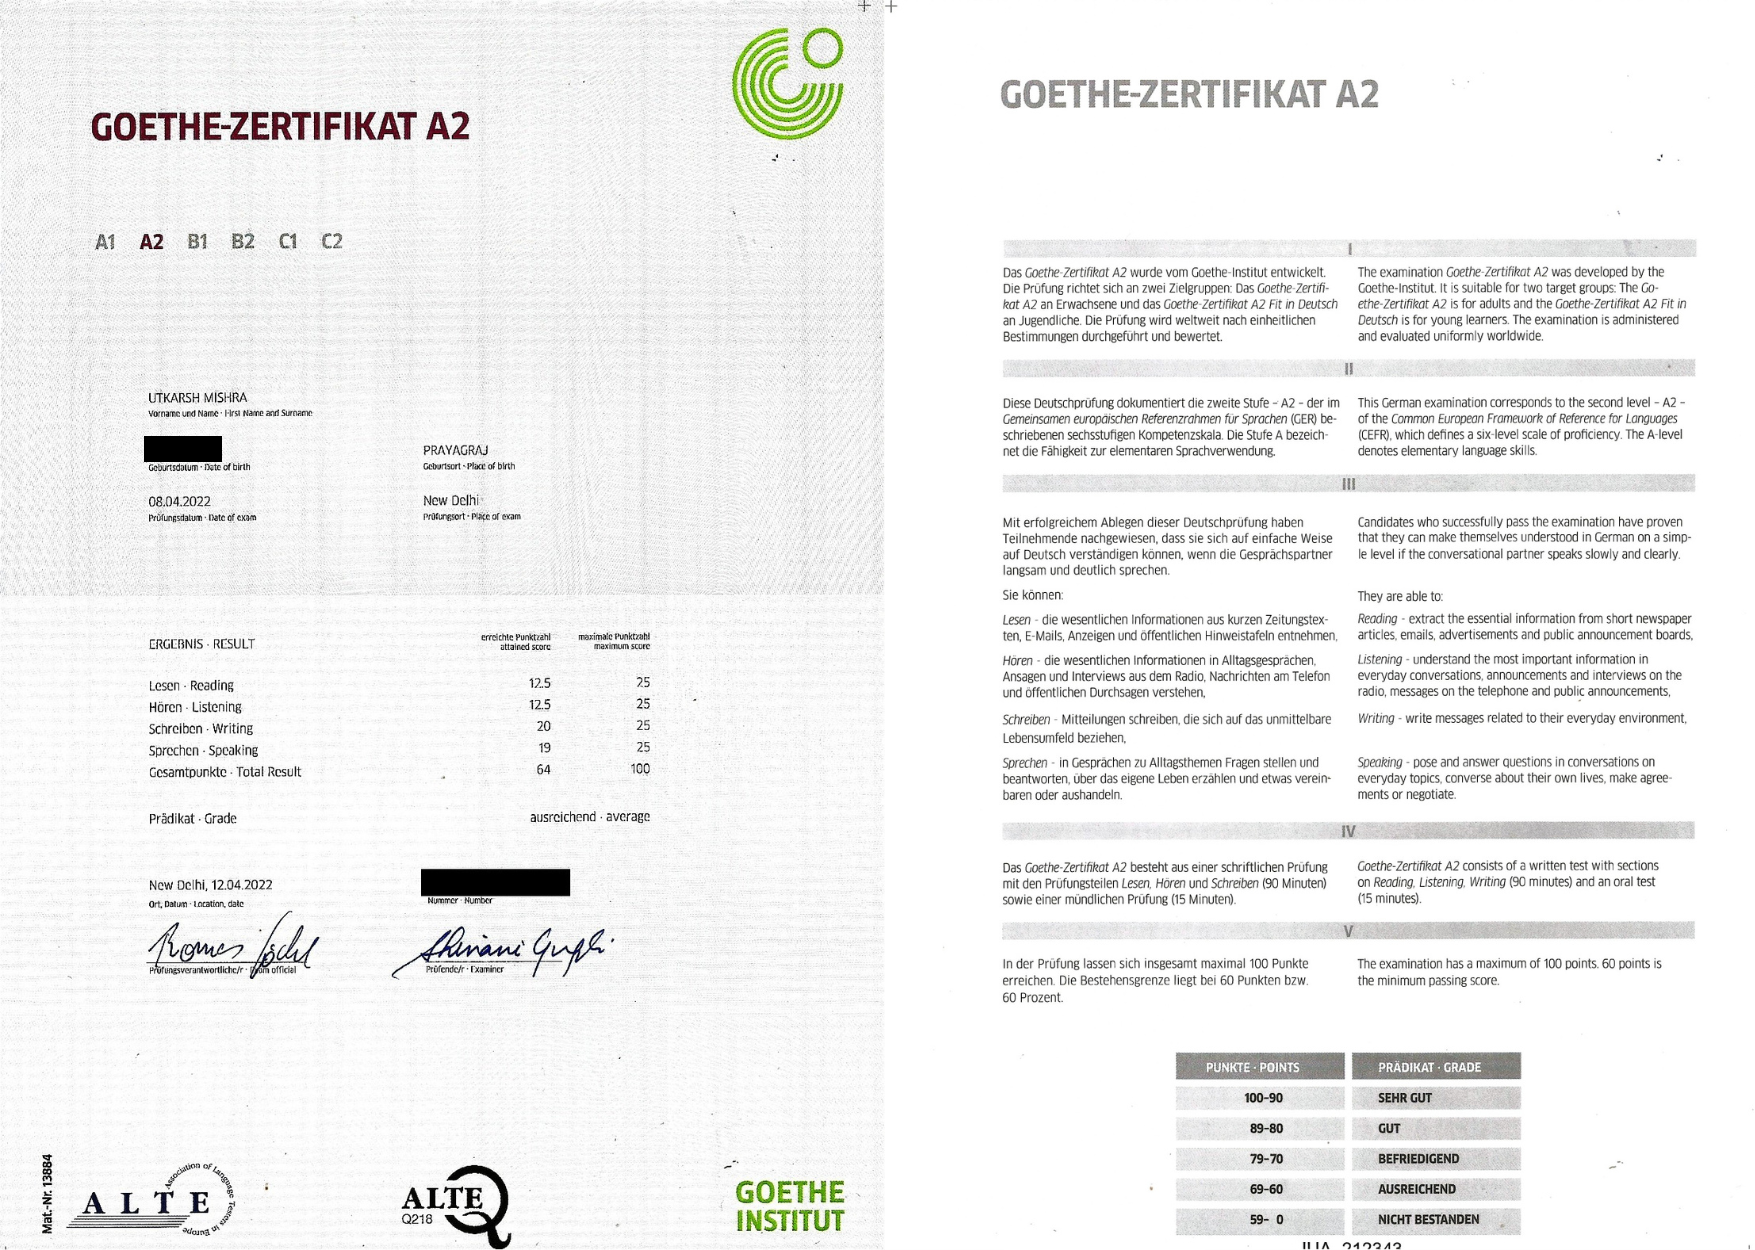 GOETHE-ZERTIFIKAT A2
A1 A2 B1 B2 C1 C2
UTKARSH MISHRA
Vorname und Name · First Name and Surname
Geburtsdatum · Date of birth
PRAYAGRAJ
Geburtsort · Place of birth
08.04.2022
Prüfungsdatum · Date of exam
New Delhi
Prüfungsort · Place of exam
ERGEBNIS · RESULT
erreichte Punktzahl
attained score
maximale Punktzahl
maximum score
Lesen · Reading 12.5 25
Hören · Listening 12.5 25
Schreiben · Writing 20 25
Sprechen · Speaking 19 25
Gesamtpunkte · Total Result 64 100
Prädikat · Grade ausreichend · average
New Delhi, 12.04.2022
Ort, Datum · Location, date
Nummer · Number
Prüfungsverantwortliche/r · official
Prüfende/r · Examiner
Mat.-Nr. 13884
ALTE
Association of Language Testers in Europe
ALTE
Q218
GOETHE
INSTITUT
GOETHE-ZERTIFIKAT A2
I
Das Goethe-Zertifikat A2 wurde vom Goethe-Institut entwickelt.
Die Prüfung richtet sich an zwei Zielgruppen: Das Goethe-Zertifi-
kat A2 an Erwachsene und das Goethe-Zertifikat A2 Fit in Deutsch
an Jugendliche. Die Prüfung wird weltweit nach einheitlichen
Bestimmungen durchgeführt und bewertet.
The examination Goethe-Zertifikat A2 was developed by the
Goethe-Institut. It is suitable for two target groups: The Go-
ethe-Zertifikat A2 is for adults and the Goethe-Zertifikat A2 Fit in
Deutsch is for young learners. The examination is administered
and evaluated uniformly worldwide.
II
Diese Deutschprüfung dokumentiert die zweite Stufe – A2 – der im
Gemeinsamen europäischen Referenzrahmen für Sprachen (GER) be-
schriebenen sechsstufigen Kompetenzskala. Die Stufe A bezeich-
net die Fähigkeit zur elementaren Sprachverwendung.
This German examination corresponds to the second level – A2 –
of the Common European Framework of Reference for Languages
(CEFR), which defines a six-level scale of proficiency. The A-level
denotes elementary language skills.
III
Mit erfolgreichem Ablegen dieser Deutschprüfung haben
Teilnehmende nachgewiesen, dass sie sich auf einfache Weise
auf Deutsch verständigen können, wenn die Gesprächspartner
langsam und deutlich sprechen.
Sie können:
Lesen - die wesentlichen Informationen aus kurzen Zeitungstex-
ten, E-Mails, Anzeigen und öffentlichen Hinweistafeln entnehmen,
Hören - die wesentlichen Informationen in Alltagsgesprächen,
Ansagen und Interviews aus dem Radio, Nachrichten am Telefon
und öffentlichen Durchsagen verstehen,
Schreiben - Mitteilungen schreiben, die sich auf das unmittelbare
Lebensumfeld beziehen,
Sprechen - in Gesprächen zu Alltagsthemen Fragen stellen und
beantworten, über das eigene Leben erzählen und etwas verein-
baren oder aushandeln.
Candidates who successfully pass the examination have proven
that they can make themselves understood in German on a simp-
le level if the conversational partner speaks slowly and clearly.
They are able to:
Reading - extract the essential information from short newspaper
articles, emails, advertisements and public announcement boards,
Listening - understand the most important information in
everyday conversations, announcements and interviews on the
radio, messages on the telephone and public announcements,
Writing - write messages related to their everyday environment,
Speaking - pose and answer questions in conversations on
everyday topics, converse about their own lives, make agree-
ments or negotiate.
IV
Das Goethe-Zertifikat A2 besteht aus einer schriftlichen Prüfung
mit den Prüfungsteilen Lesen, Hören und Schreiben (90 Minuten)
sowie einer mündlichen Prüfung (15 Minuten).
Goethe-Zertifikat A2 consists of a written test with sections
on Reading, Listening, Writing (90 minutes) and an oral test
(15 minutes).
V
In der Prüfung lassen sich insgesamt maximal 100 Punkte
erreichen. Die Bestehensgrenze liegt bei 60 Punkten bzw.
60 Prozent.
The examination has a maximum of 100 points. 60 points is
the minimum passing score.
PUNKTE · POINTS PRÄDIKAT · GRADE
100-90 SEHR GUT
89-80 GUT
79-70 BEFRIEDIGEND
69-60 AUSREICHEND
59- 0 NICHT BESTANDEN